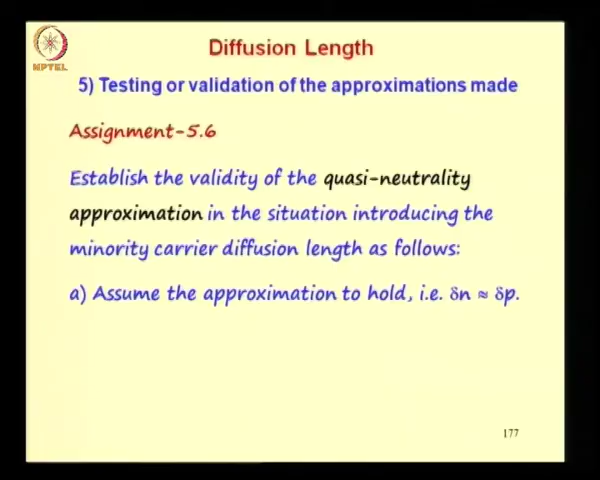 NPTEL
Diffusion Length
5) Testing or validation of the approximations made
Assignment-5.6
Establish the validity of the quasi-neutrality
approximation in the situation introducing the
minority carrier diffusion length as follows:
a) Assume the approximation to hold, i.e. δn ≈ δp.
177